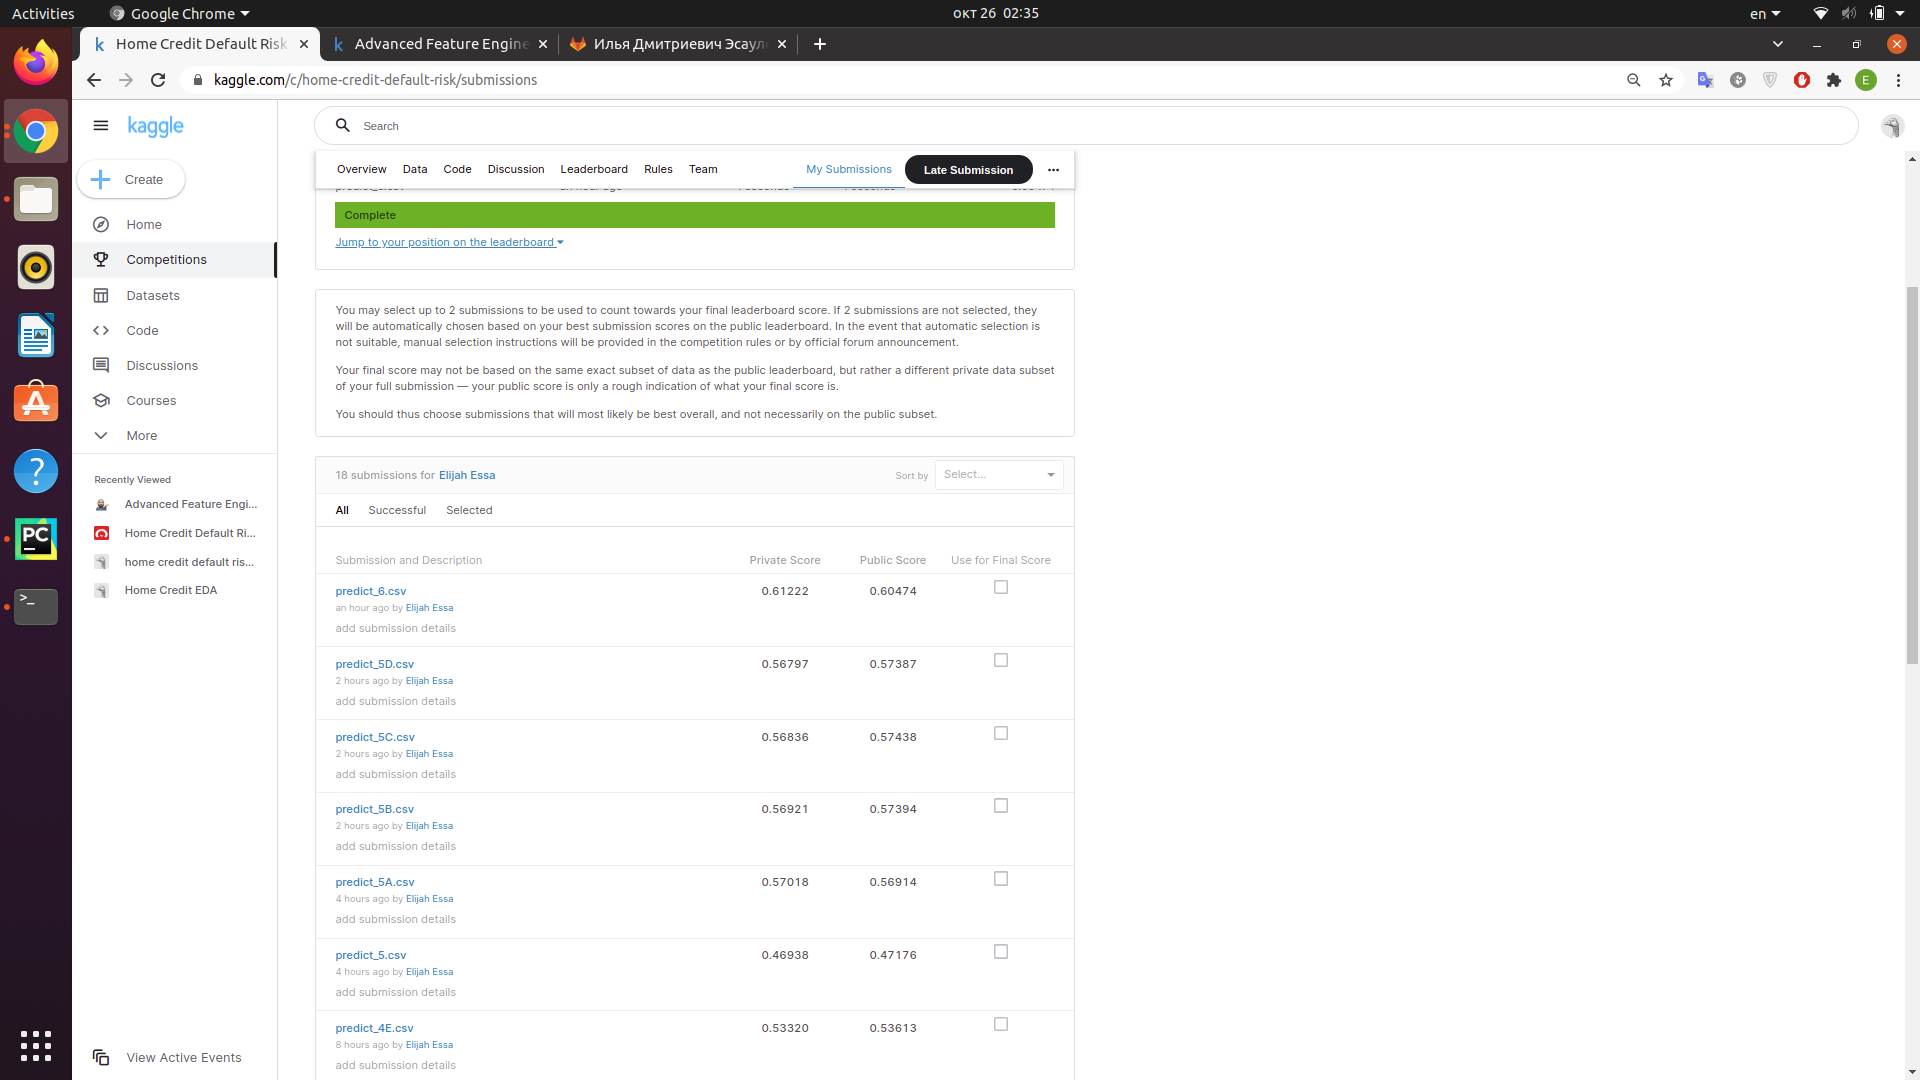 Activities
Google Chrome
окт 26 02:35
en
Home Credit Default Risk
Advanced Feature Engine
Илья Дмитриевич Эсаул
kaggle.com/c/home-credit-default-risk/submissions
E
kaggle
Search
Create
Home
Competitions
Datasets
Code
Discussions
Courses
More
Recently Viewed
Advanced Feature Engi...
Home Credit Default Ri...
home credit default ris...
Home Credit EDA
View Active Events
Overview Data Code Discussion Leaderboard Rules Team My Submissions Late Submission
Complete
Jump to your position on the leaderboard
You may select up to 2 submissions to be used to count towards your final leaderboard score. If 2 submissions are not selected, they
will be automatically chosen based on your best submission scores on the public leaderboard. In the event that automatic selection is
not suitable, manual selection instructions will be provided in the competition rules or by official forum announcement.
Your final score may not be based on the same exact subset of data as the public leaderboard, but rather a different private data subset
of your full submission — your public score is only a rough indication of what your final score is.
You should thus choose submissions that will most likely be best overall, and not necessarily on the public subset.
18 submissions for Elijah Essa
Sort by Select...
All Successful Selected
Submission and Description Private Score Public Score Use for Final Score
predict_6.csv 0.61222 0.60474
an hour ago by Elijah Essa
add submission details
predict_5D.csv 0.56797 0.57387
2 hours ago by Elijah Essa
add submission details
predict_5C.csv 0.56836 0.57438
2 hours ago by Elijah Essa
add submission details
predict_5B.csv 0.56921 0.57394
2 hours ago by Elijah Essa
add submission details
predict_5A.csv 0.57018 0.56914
4 hours ago by Elijah Essa
add submission details
predict_5.csv 0.46938 0.47176
4 hours ago by Elijah Essa
add submission details
predict_4E.csv 0.53320 0.53613
8 hours ago by Elijah Essa
add submission details
PC